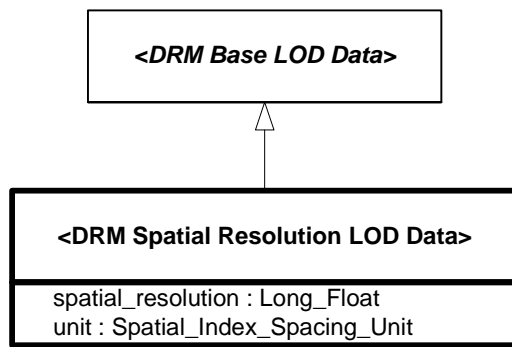 <DRM Base LOD Data>
<DRM Spatial Resolution LOD Data>
spatial_resolution : Long_Float
unit : Spatial_Index_Spacing_Unit